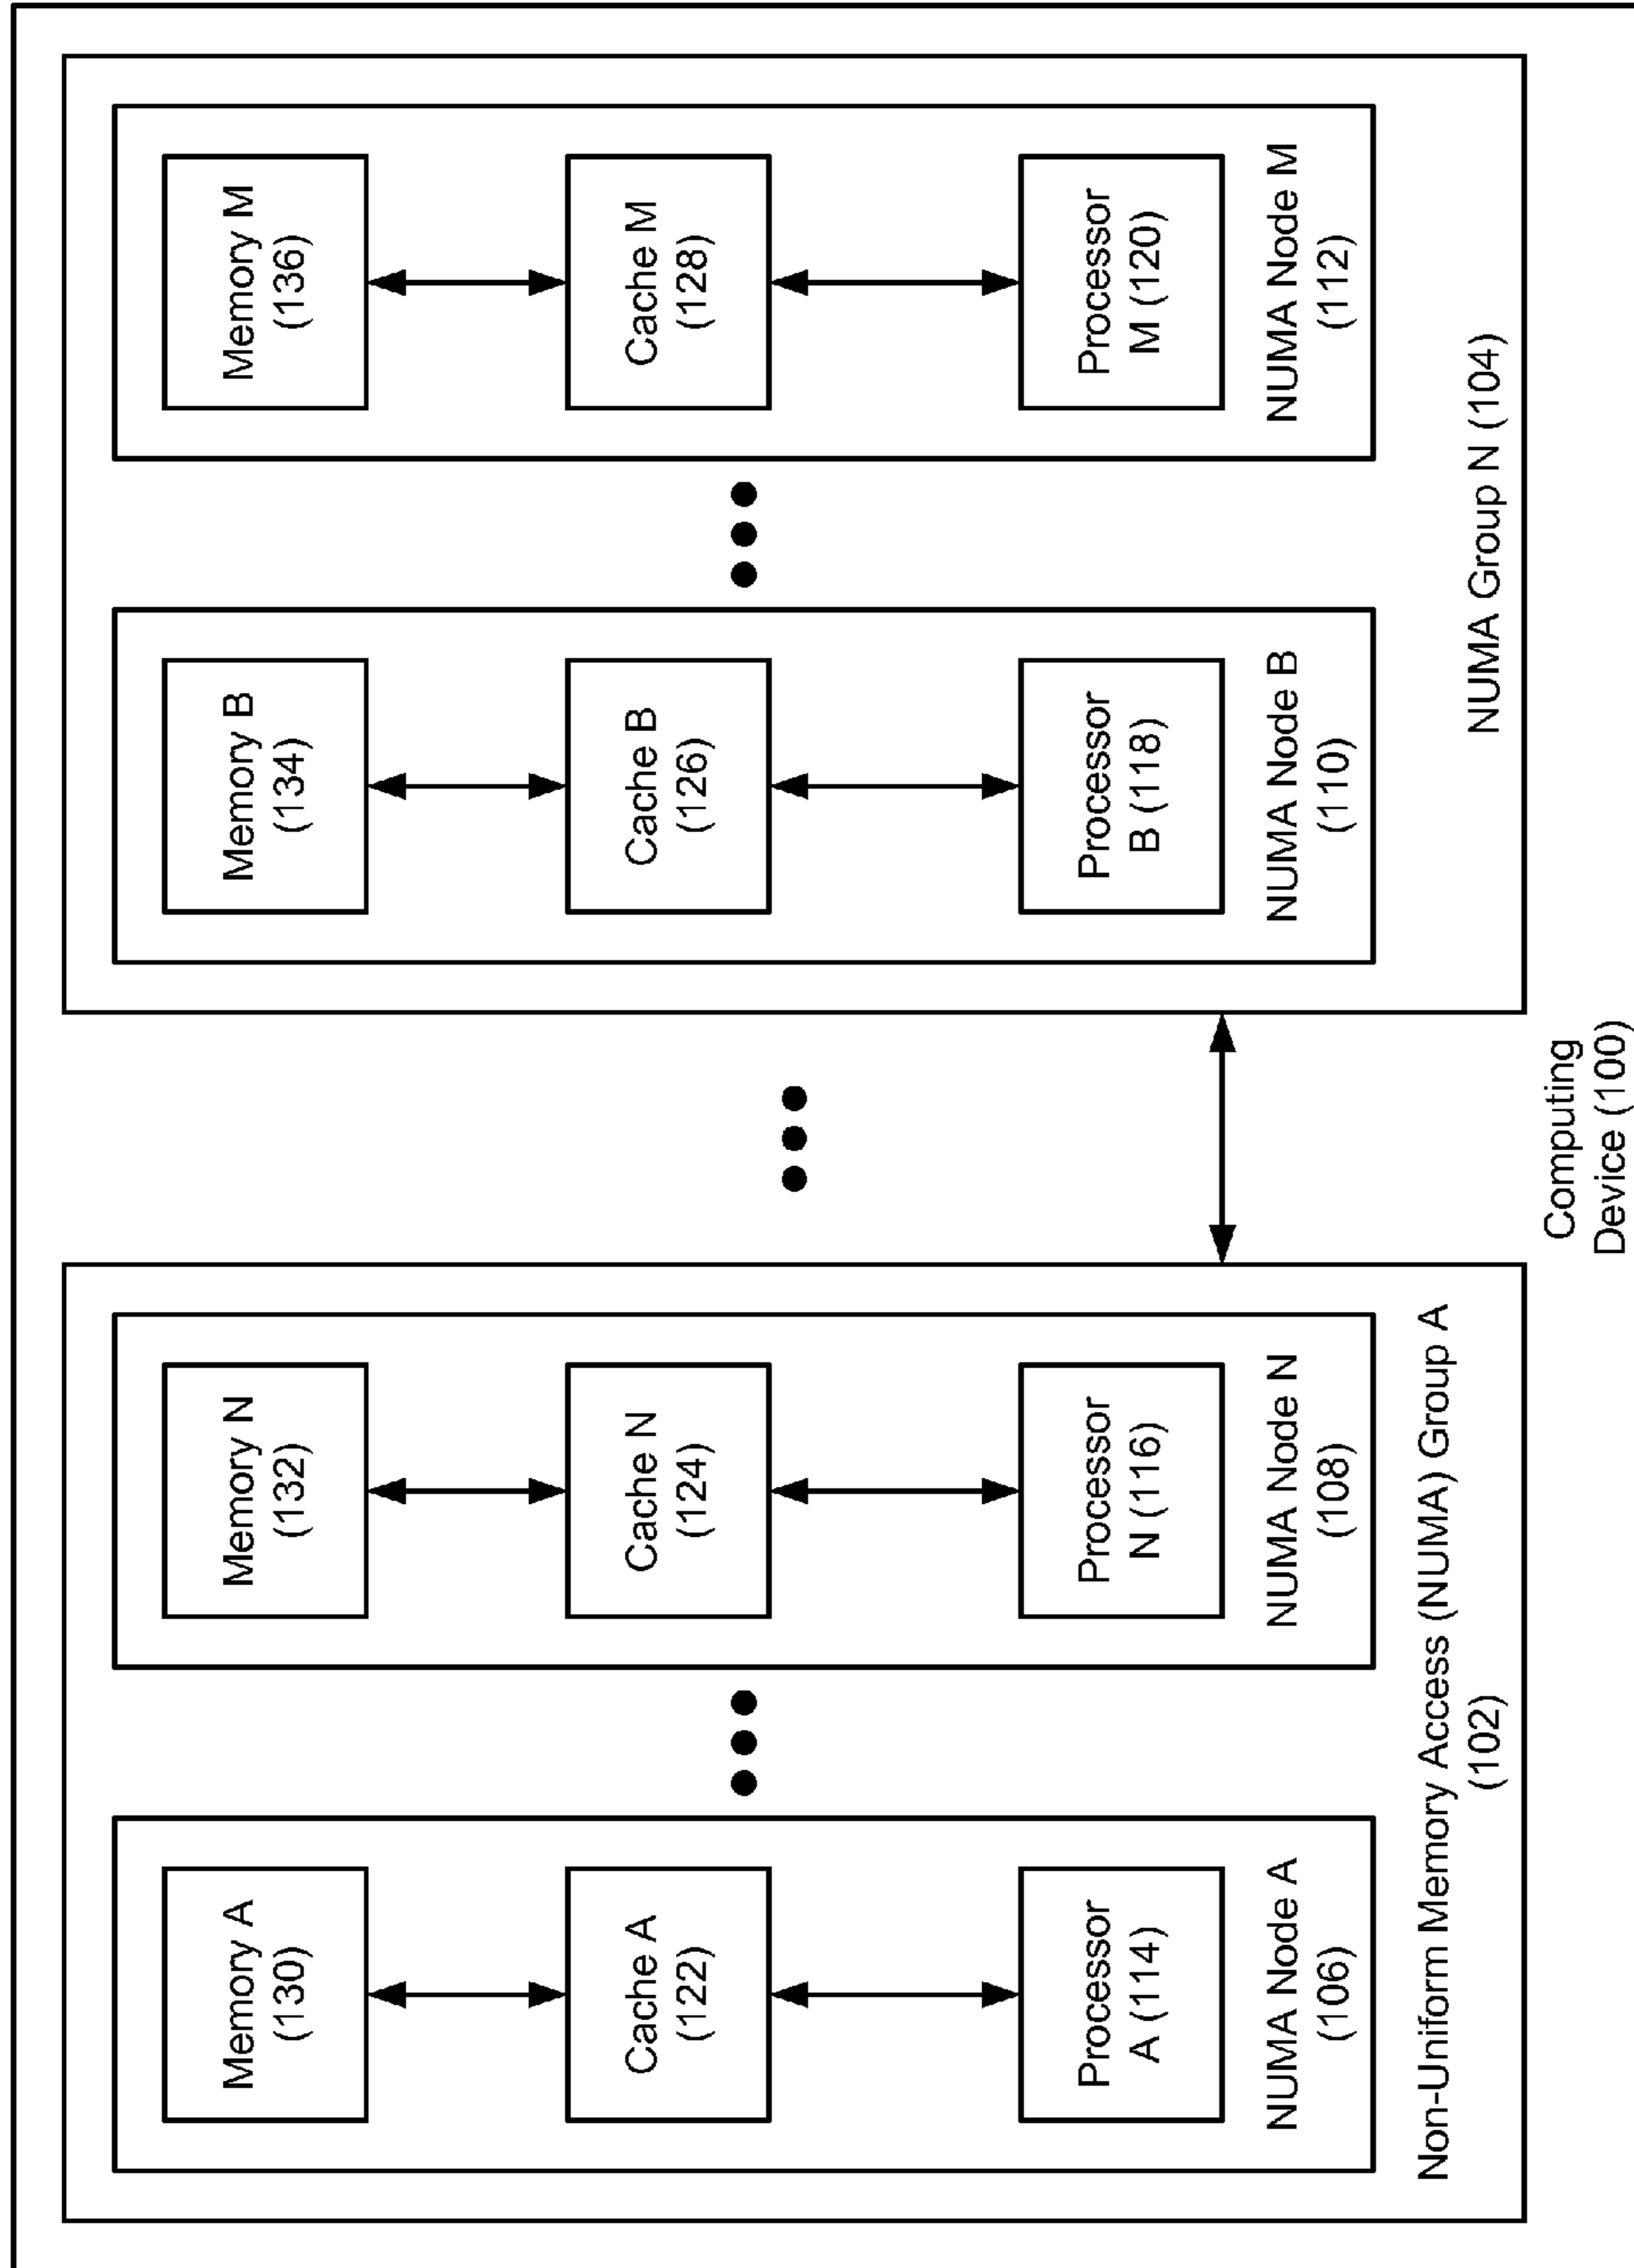 Memory A
(130)
Cache A
(122)
Processor
A (114)
NUMA Node A
(106)
Memory N
(132)
Cache N
(124)
Processor
N (116)
NUMA Node N
(108)
Non-Uniform Memory Access (NUMA) Group A
(102)
Memory B
(134)
Cache B
(126)
Processor
B (118)
NUMA Node B
(110)
Memory M
(136)
Cache M
(128)
Processor
M (120)
NUMA Node M
(112)
NUMA Group N (104)
Computing
Device (100)